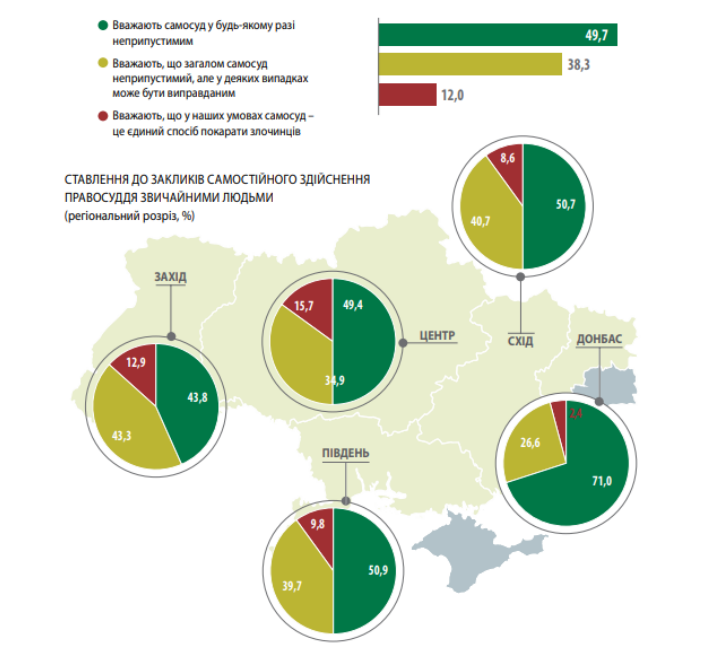 Вважають самосуд у будь-якому разі
неприпустимим
49,7
Вважають, що загалом самосуд
неприпустимий, але у деяких випадках
може бути виправданим
38,3
12,0
Вважають, що у наших умовах самосуд –
це єдиний спосіб покарати злочинців
СТАВЛЕННЯ ДО ЗАКЛИКІВ САМОСТІЙНОГО ЗДІЙСНЕННЯ
ПРАВОСУДДЯ ЗВИЧАЙНИМИ ЛЮДЬМИ
(регіональний розріз, %)
8,6
50,7
40,7
СХІД
ЗАХІД
12,9
43,8
43,3
15,7
49,4
34,9
ЦЕНТР
ДОНБАС
2,4
26,6
71,0
ПІВДЕНЬ
9,8
50,9
39,7